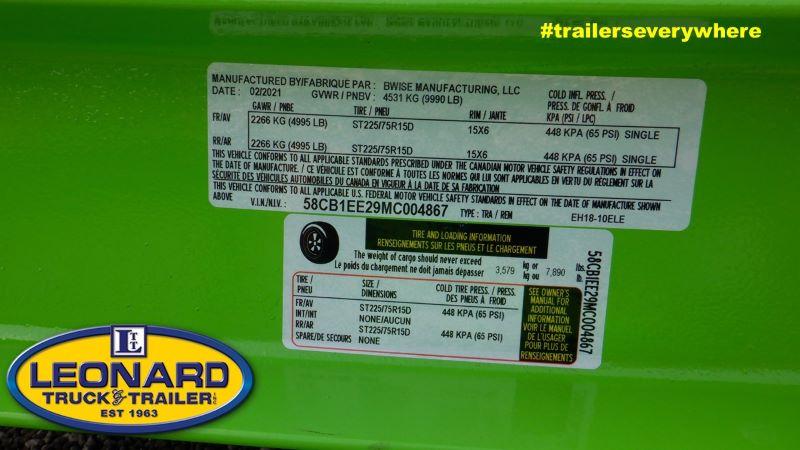 #trailerseverywhere
MANUFACTURED BY/FABRIQUÉ PAR : BWISE MANUFACTURING, LLC
DATE : 02/2021 GVWR / PNBV : 4531 KG (9990 LB)
COLD INFL. PRESS. /
PRESS. DE GONFL. À FROID
GAWR / PNBE TIRE / PNEU RIM / JANTE KPA (PSI / LPC)
FR/AV 2266 KG (4995 LB) ST225/75R15D 15X6 448 KPA (65 PSI) SINGLE
RR/AR 2266 KG (4995 LB) ST225/75R15D 15X6 448 KPA (65 PSI) SINGLE
THIS VEHICLE CONFORMS TO ALL APPLICABLE STANDARDS PRESCRIBED UNDER THE CANADIAN MOTOR VEHICLE SAFETY REGULATIONS IN EFFECT ON
THE DATE OF MANUFACTURE. / CE VÉHICULE EST CONFORME À TOUTES LES NORMES QUI LUI SONT APPLICABLES EN VERTU DU RÈGLEMENT SUR LA
SÉCURITÉ DES VÉHICULES AUTOMOBILES DU CANADA EN VIGUEUR À LA DATE DE SA FABRICATION
THIS VEHICLE CONFORMS TO ALL APPLICABLE U.S. FEDERAL MOTOR VEHICLE SAFETY STANDARDS IN EFFECT ON THE DATE OF MANUFACTURE SHOWN
ABOVE V.I.N./N.I.V. : 58CB1EE29MC004867 TYPE : TRA / REM EH18-10ELE
TIRE AND LOADING INFORMATION
RENSEIGNEMENTS SUR LES PNEUS ET LE CHARGEMENT
The weight of cargo should never exceed
Le poids du chargement ne doit jamais dépasser
3,579 kg or kg ou 7,890 lbs. lb
58CB1EE29MC004867
TIRE / PNEU
SIZE / DIMENSIONS
COLD TIRE PRESS. / PRESS. DES PNEUS À FROID
FR/AV ST225/75R15D 448 KPA (65 PSI)
INT/INT NONE/AUCUN
RR/AR ST225/75R15D 448 KPA (65 PSI)
SPARE/DE SECOURS NONE
SEE OWNER'S
MANUAL FOR
ADDITIONAL
INFORMATION
VOIR LE MANUEL
DE L'USAGER
POUR PLUS DE
RENSEIGNEMENTS
LTT
LEONARD
TRUCK & TRAILER INC
EST 1963